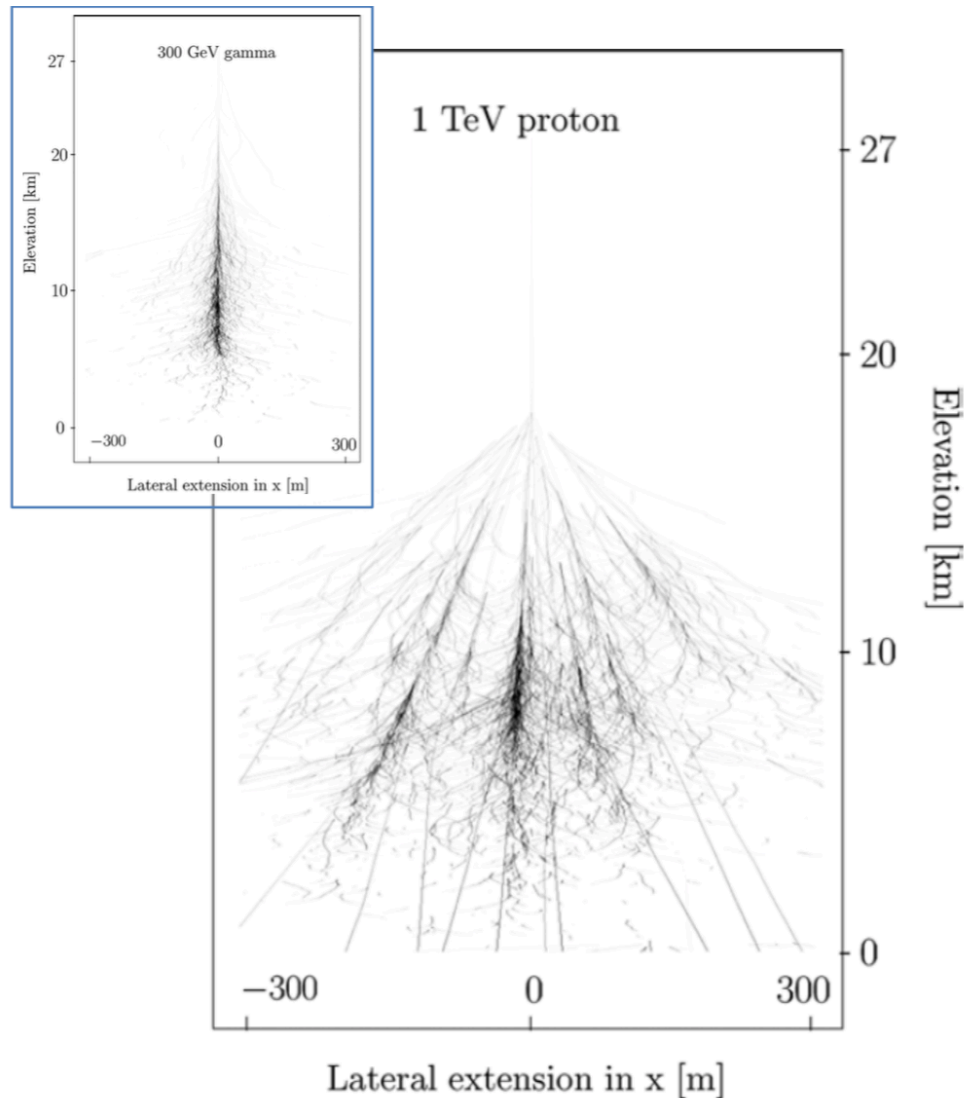 300 GeV gamma
27
20
10
0
Elevation [km]
−300 0 300
Lateral extension in x [m]
1 TeV proton
27
20
10
0
Elevation [km]
−300 0 300
Lateral extension in x [m]